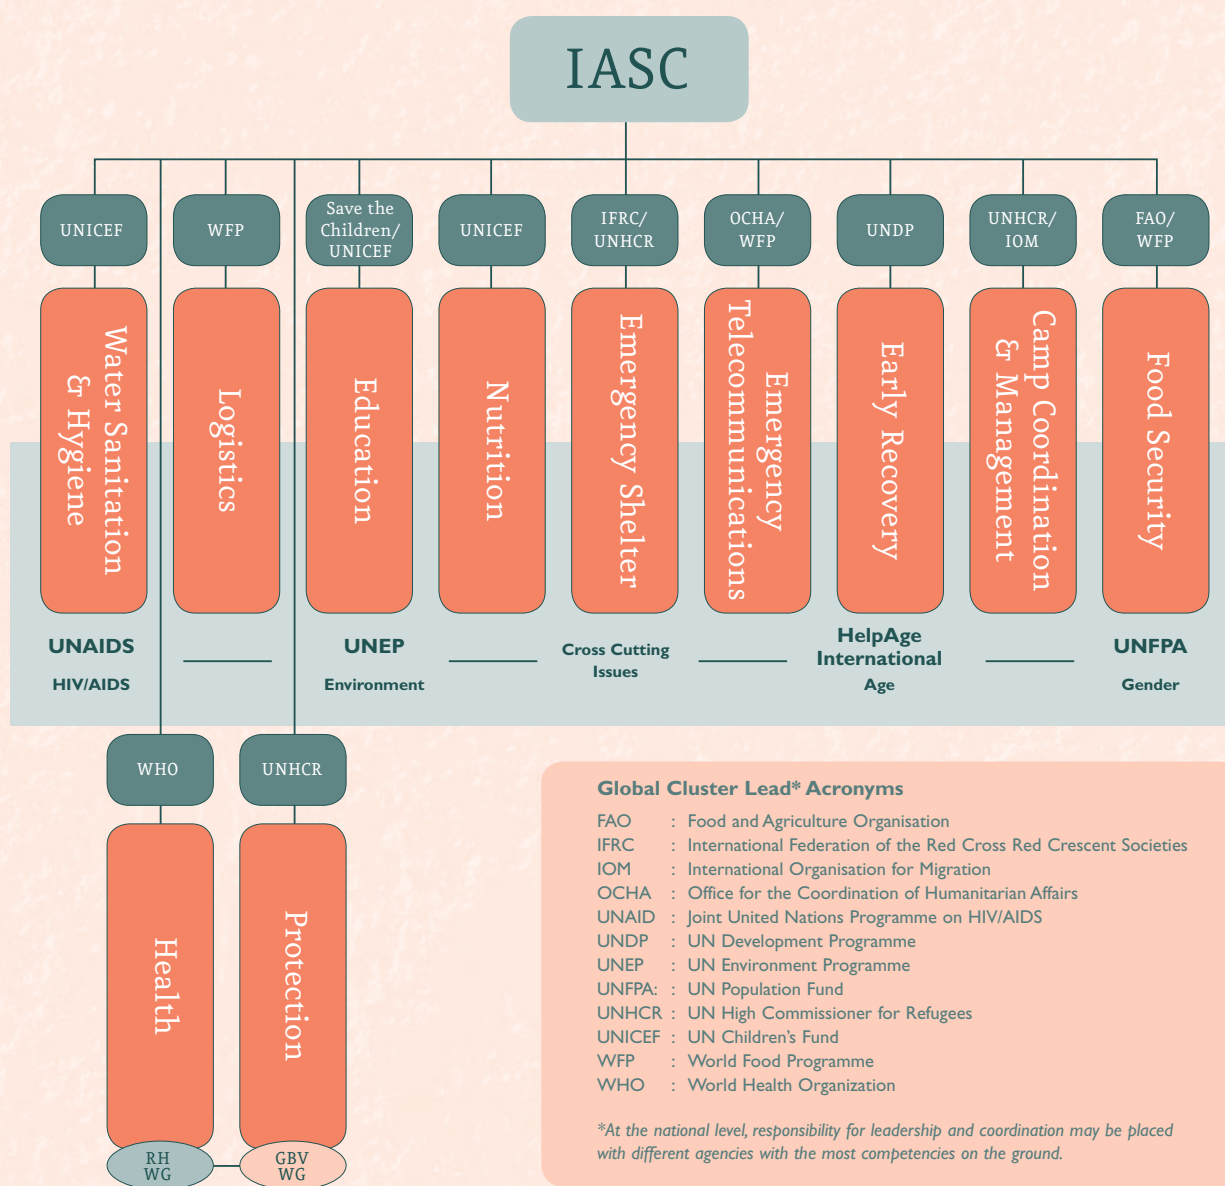 IASC
UNICEF
WFP
Save the
Children/
UNICEF
UNICEF
IFRC/
UNHCR
OCHA/
WFP
UNDP
UNHCR/
IOM
FAO/
WFP
Water Sanitation
& Hygiene
Logistics
Education
Nutrition
Emergency Shelter
Emergency
Telecommunications
Early Recovery
Camp Coordination
& Management
Food Security
UNAIDS
HIV/AIDS
UNEP
Environment
Cross Cutting
Issues
HelpAge
International
Age
UNFPA
Gender
WHO
UNHCR
Health
Protection
RH
WG
GBV
WG
Global Cluster Lead* Acronyms
FAO : Food and Agriculture Organisation
IFRC : International Federation of the Red Cross Red Crescent Societies
IOM : International Organisation for Migration
OCHA : Office for the Coordination of Humanitarian Affairs
UNAID : Joint United Nations Programme on HIV/AIDS
UNDP : UN Development Programme
UNEP : UN Environment Programme
UNFPA: : UN Population Fund
UNHCR : UN High Commissioner for Refugees
UNICEF : UN Children's Fund
WFP : World Food Programme
WHO : World Health Organization
*At the national level, responsibility for leadership and coordination may be placed
with different agencies with the most competencies on the ground.